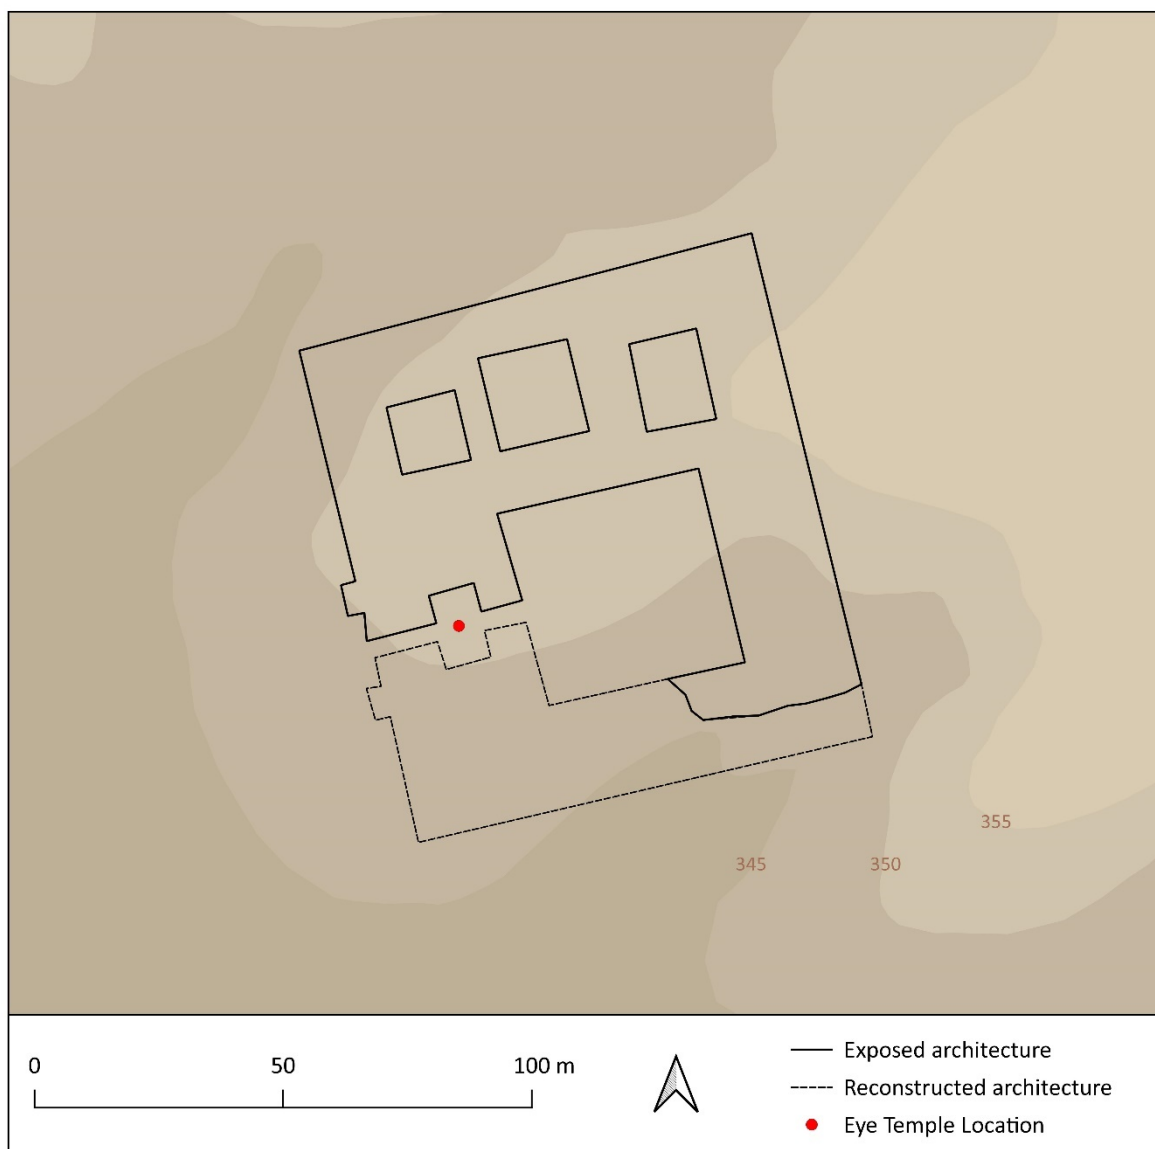 355
345 350
0 50 100 m
Exposed architecture
Reconstructed architecture
Eye Temple Location